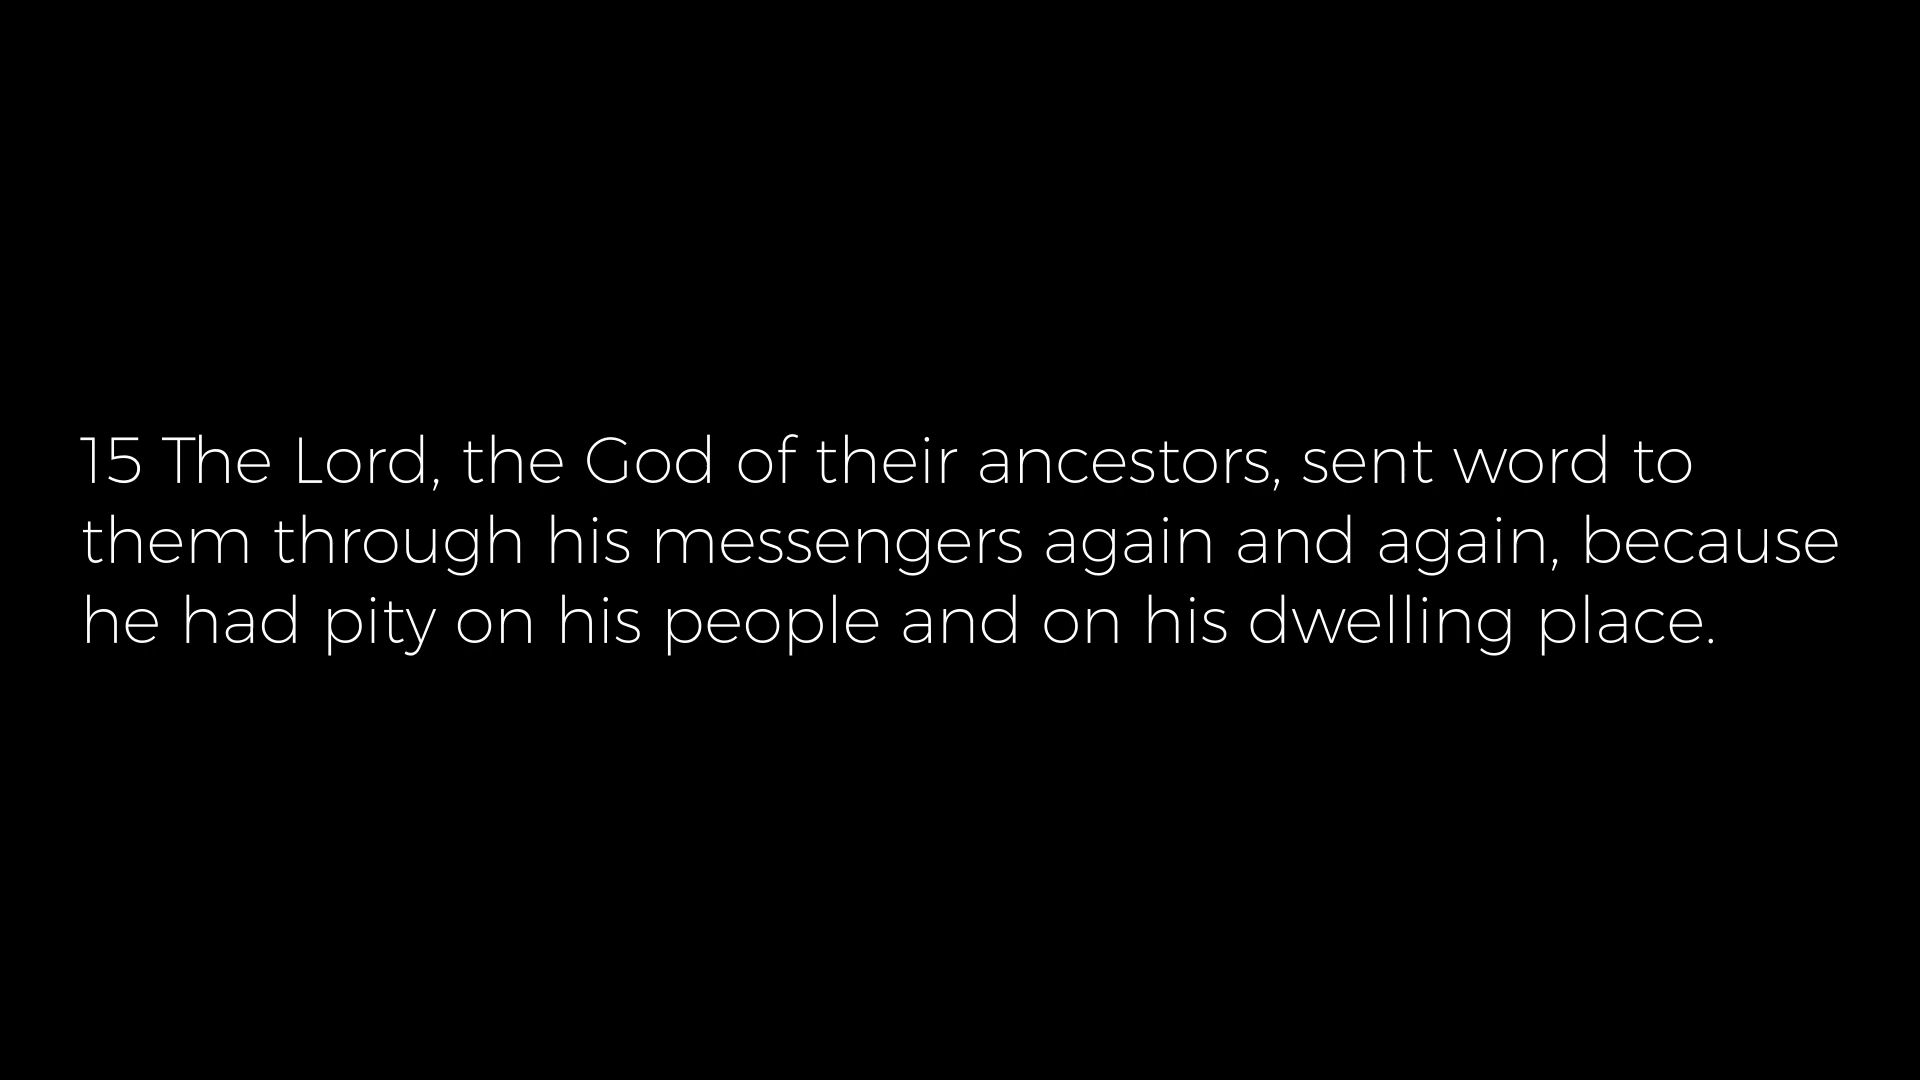 15 The Lord, the God of their ancestors, sent word to
them through his messengers again and again, because
he had pity on his people and on his dwelling place.